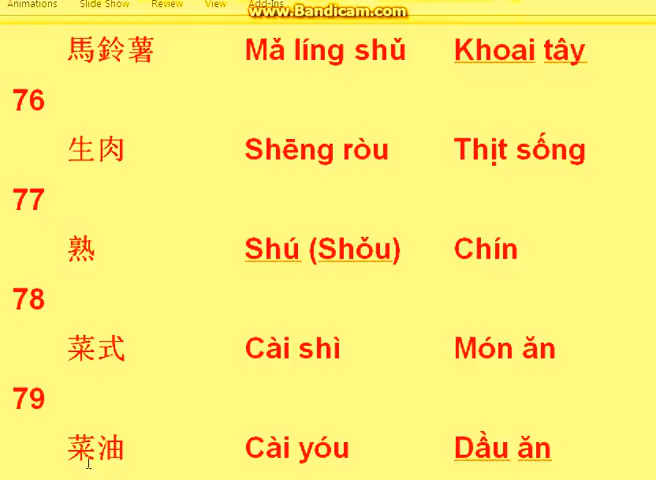 Animations Slide Show Review View Add-Ins
www.Bandicam.com
馬鈴薯 Mǎ líng shǔ Khoai tây
76
生肉 Shēng ròu Thịt sống
77
熟 Shú (Shǒu) Chín
78
菜式 Cài shì Món ăn
79
菜油 Cài yóu Dầu ăn